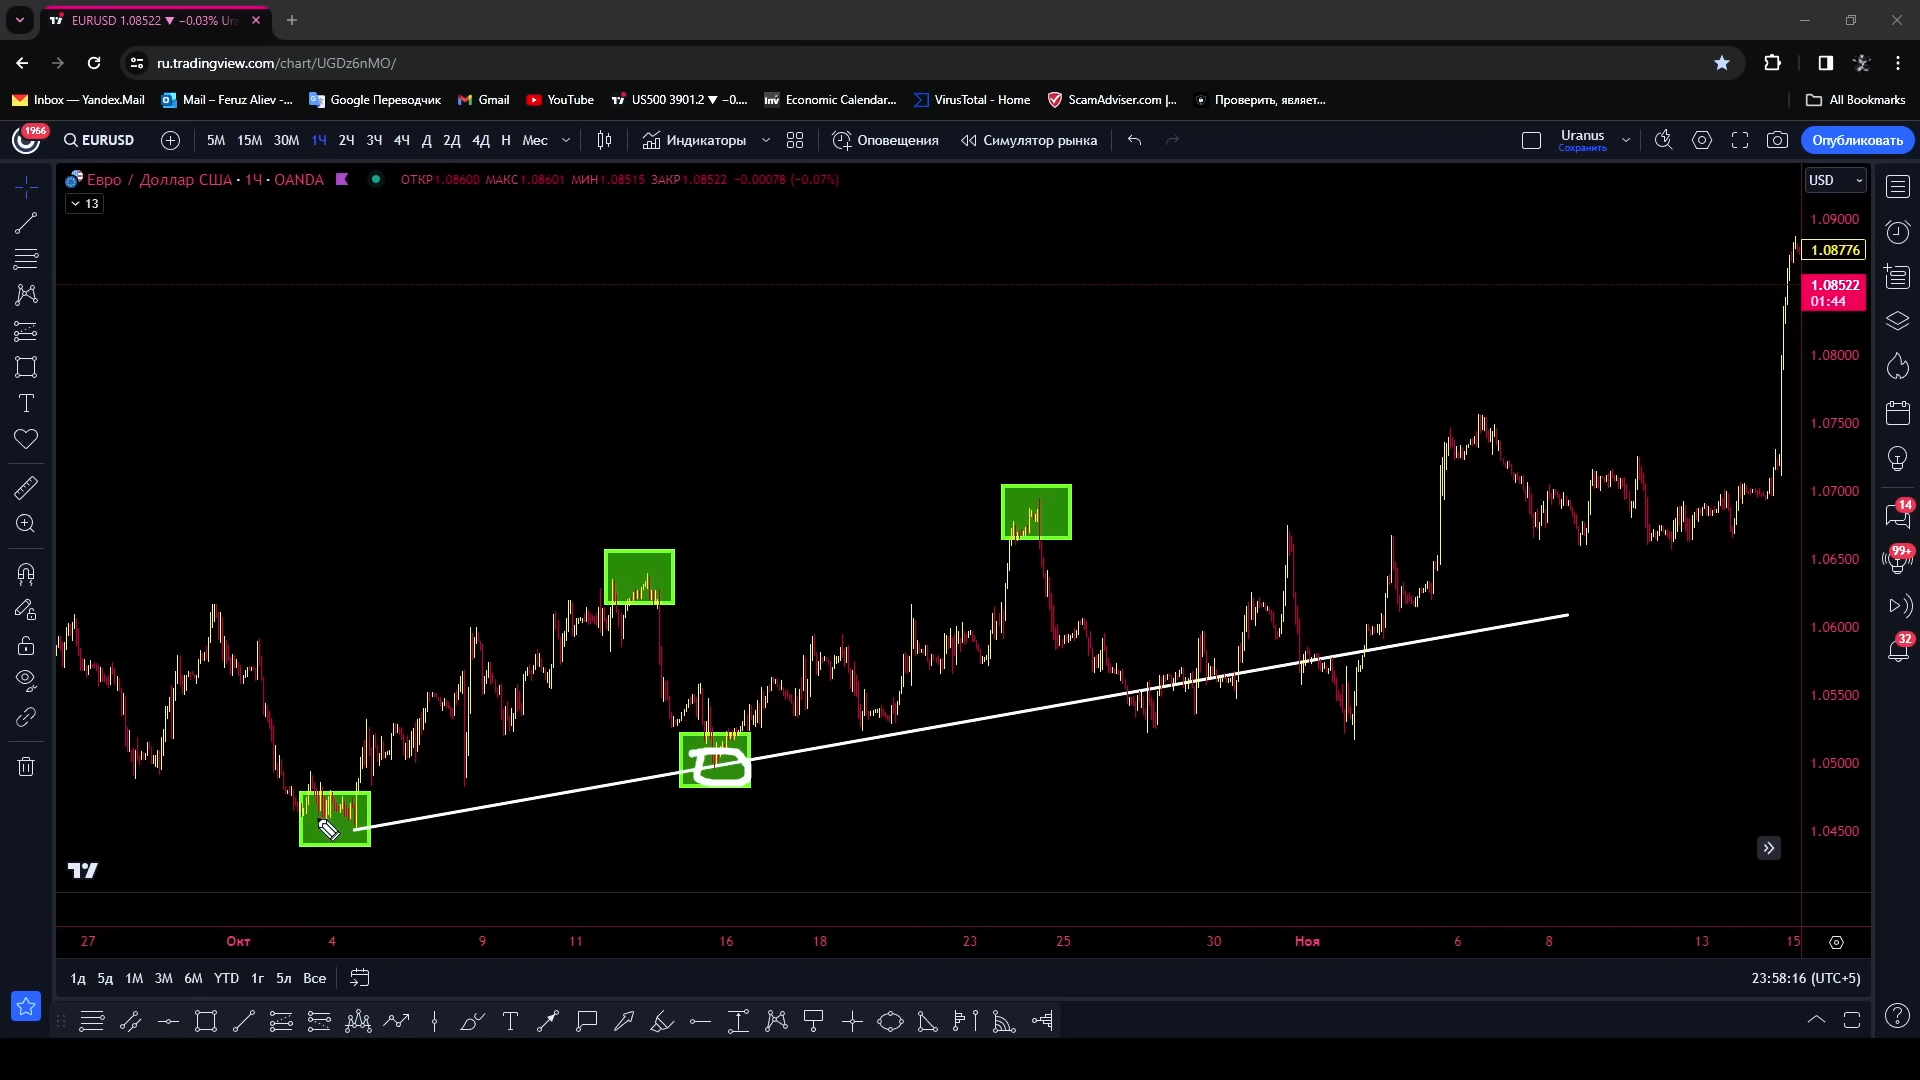 EURUSD 1.08522 ▼ −0.03% Ur
ru.tradingview.com/chart/UGDz6nMO/
Inbox — Yandex.Mail
Mail – Feruz Aliev -...
Google Переводчик
Gmail
YouTube
US500 3901.2 ▼ −0....
Inv Economic Calendar...
VirusTotal - Home
ScamAdviser.com |...
Проверить, являет...
All Bookmarks
1966
EURUSD
5М 15М 30М 1Ч 2Ч 3Ч 4Ч Д 2Д 4Д Н Мес
Индикаторы
Оповещения
Симулятор рынка
Uranus
Сохранить
Опубликовать
Евро / Доллар США · 1Ч · OANDA
ОТКР1.08600 МАКС1.08601 МИН1.08515 ЗАКР1.08522 −0.00078 (−0.07%)
USD
13
1.09000
1.08776
1.08522
01:44
1.08000
1.07500
1.07000
1.06500
1.06000
1.05500
1.05000
1.04500
14
99+
32
27 Окт 4 9 11 16 18 23 25 30 Ноя 6 8 13 15
1д 5д 1М 3М 6М YTD 1г 5л Все
23:58:16 (UTC+5)